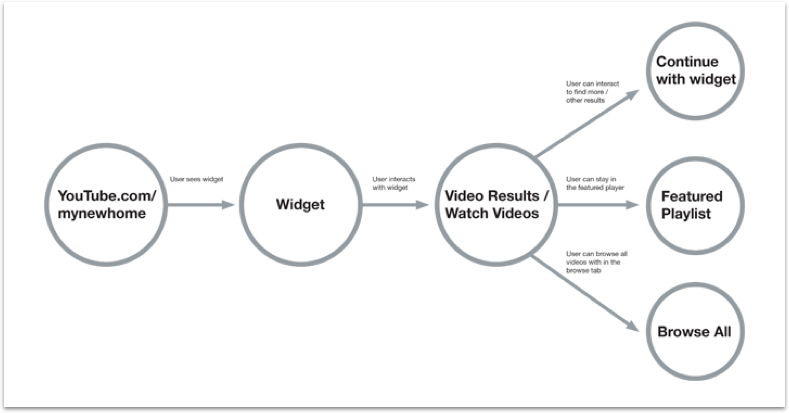 YouTube.com/
mynewhome
User sees widget
Widget
User interacts
with widget
Video Results /
Watch Videos
User can interact
to find more /
other results
Continue
with widget
User can stay in
the featured player
Featured
Playlist
User can browse all
videos with in the
browse tab
Browse All